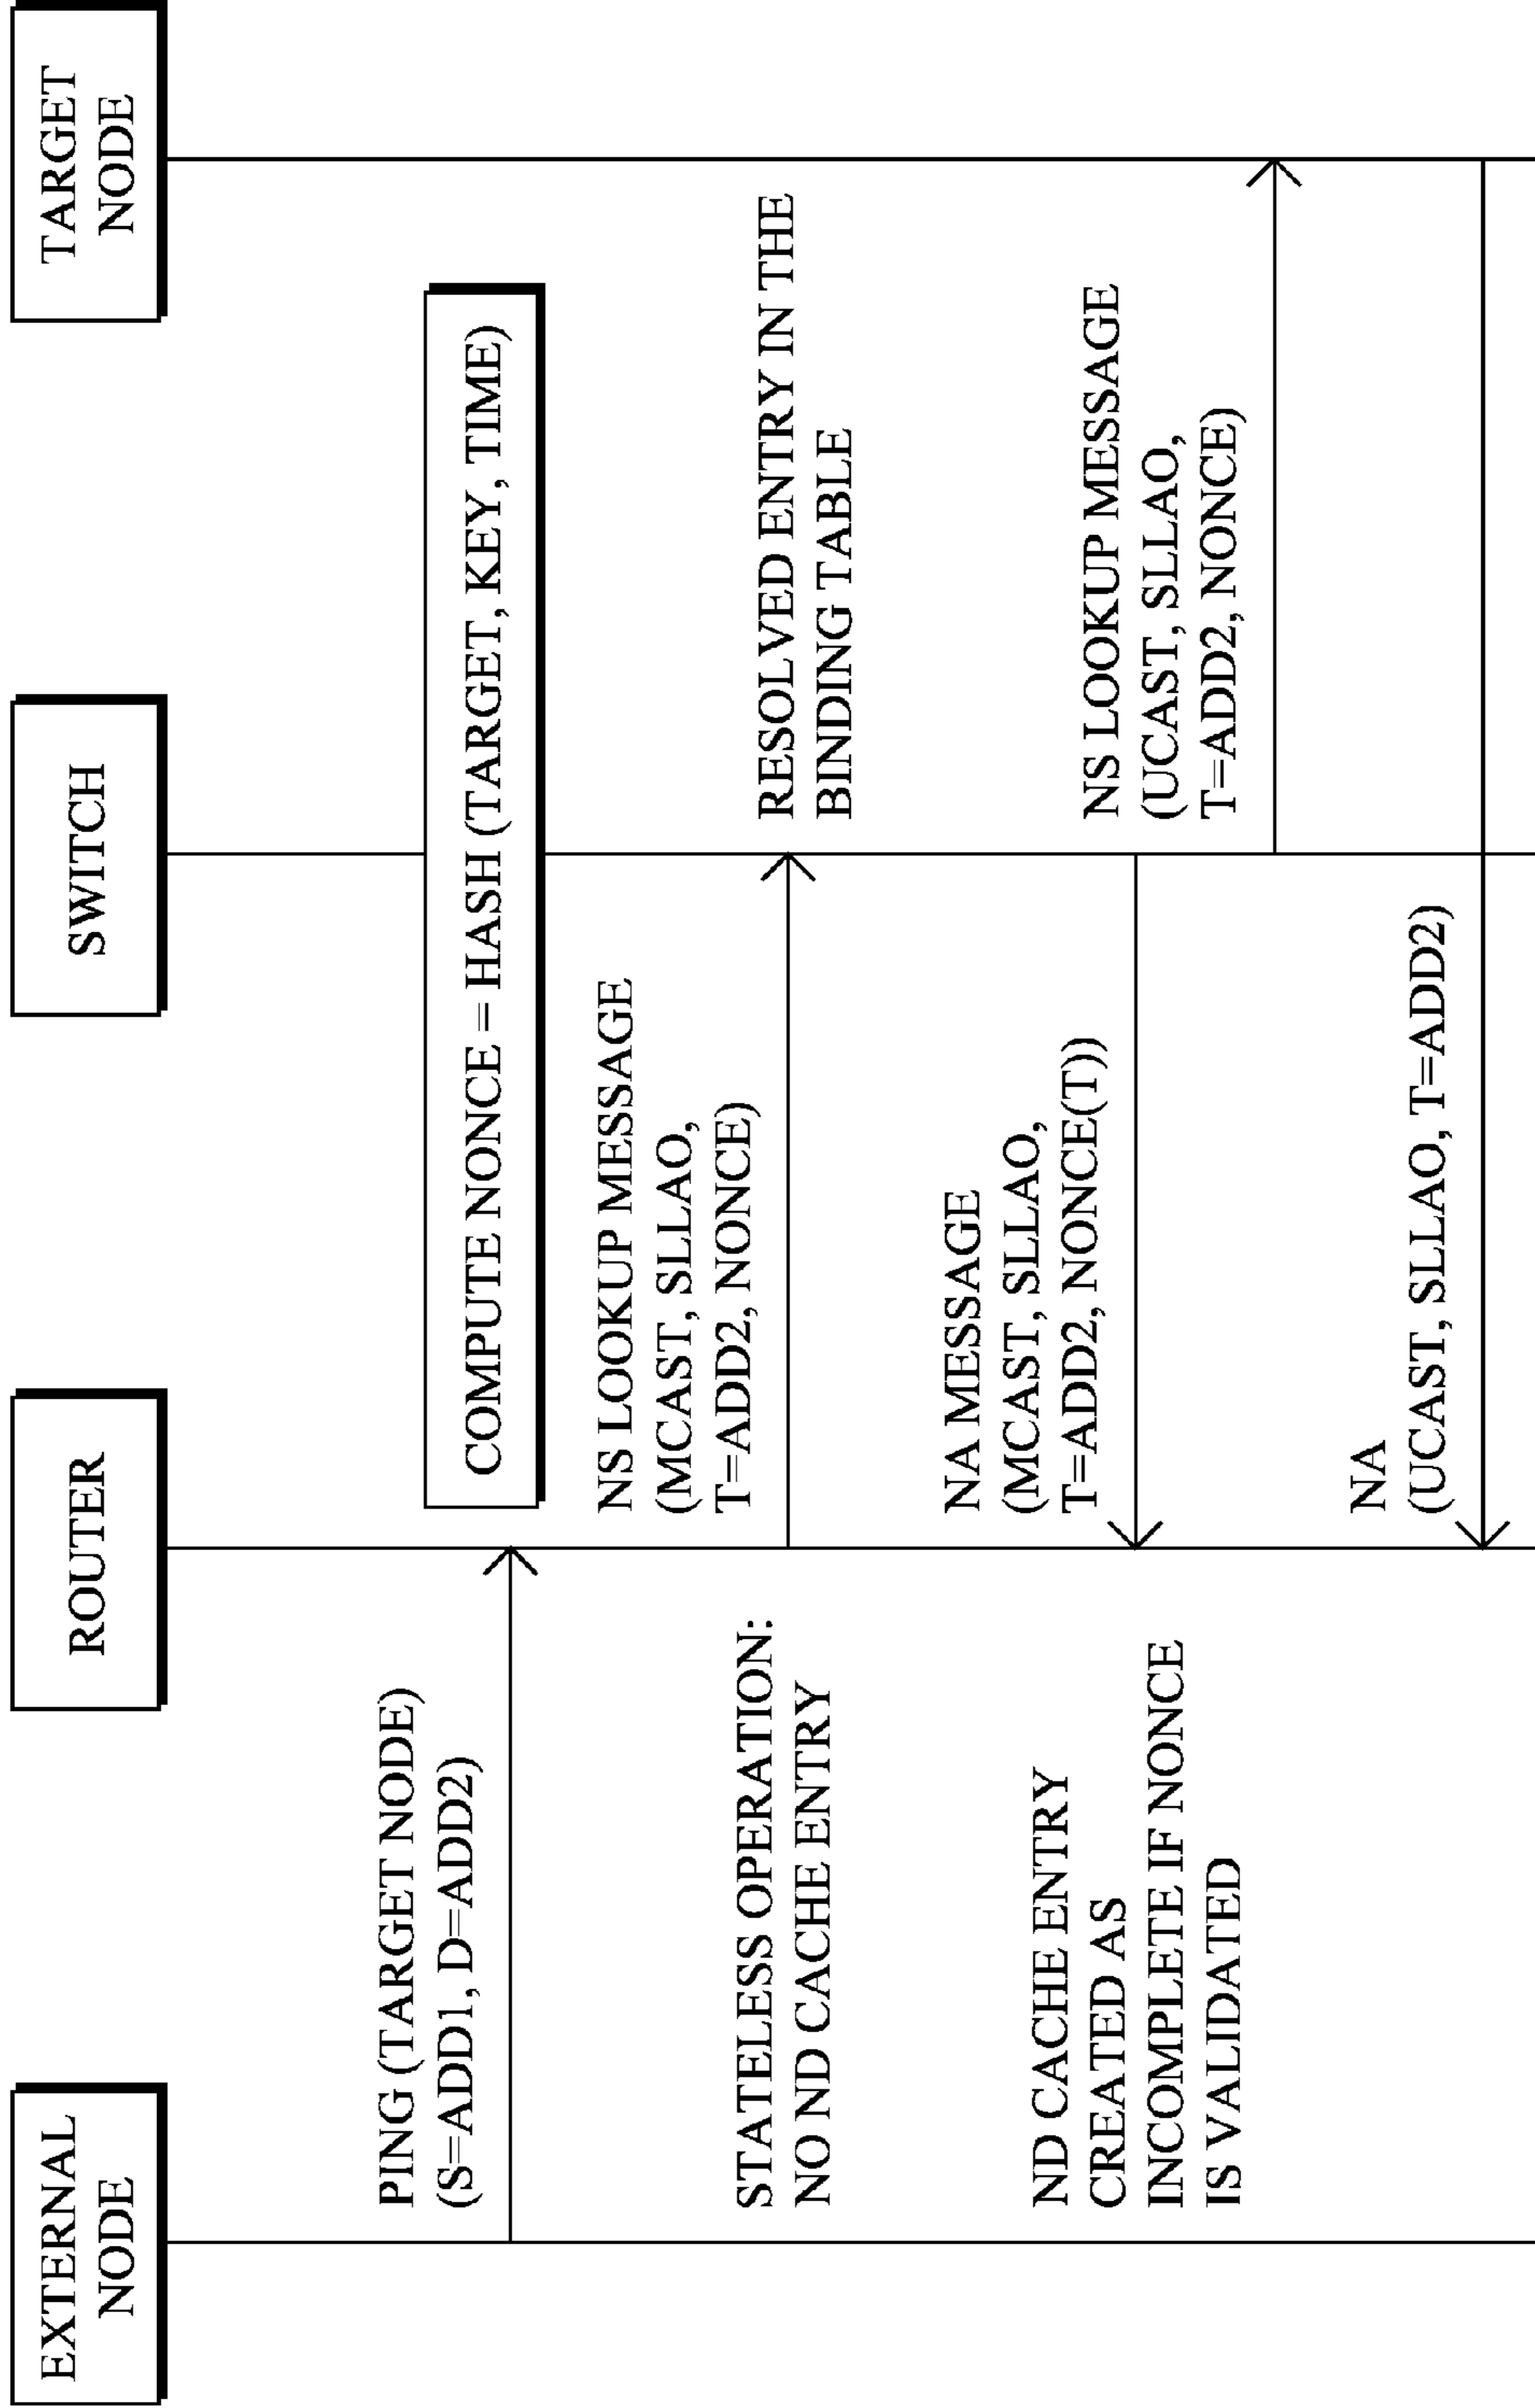 EXTERNAL
NODE
ROUTER
SWITCH
TARGET
NODE
PING (TARGET NODE)
(S=ADD1, D=ADD2)
COMPUTE NONCE = HASH (TARGET, KEY, TIME)
NS LOOKUP MESSAGE
(MCAST, SLLAO,
T=ADD2, NONCE)
STATELESS OPERATION:
NO ND CACHE ENTRY
RESOLVED ENTRY IN THE
BINDING TABLE
NA MESSAGE
(MCAST, SLLAO,
T=ADD2, NONCE(T))
ND CACHE ENTRY
CREATED AS
INCOMPLETE IF NONCE
IS VALIDATED
NS LOOKUP MESSAGE
(UCAST, SLLAO,
T=ADD2, NONCE)
NA
(UCAST, SLLAO, T=ADD2)